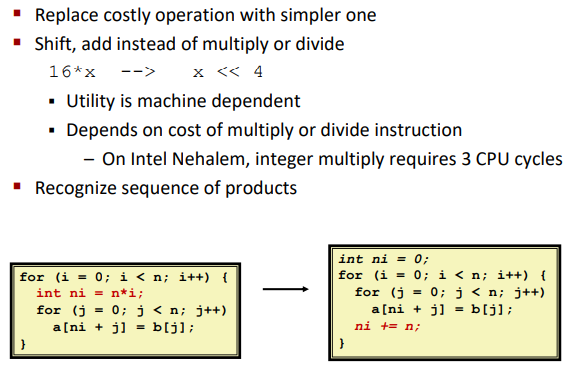 ▪ Replace costly operation with simpler one
▪ Shift, add instead of multiply or divide
16*x --> x << 4
▪ Utility is machine dependent
▪ Depends on cost of multiply or divide instruction
– On Intel Nehalem, integer multiply requires 3 CPU cycles
▪ Recognize sequence of products
for (i = 0; i < n; i++) {
int ni = n*i;
for (j = 0; j < n; j++)
a[ni + j] = b[j];
}
int ni = 0;
for (i = 0; i < n; i++) {
for (j = 0; j < n; j++)
a[ni + j] = b[j];
ni += n;
}